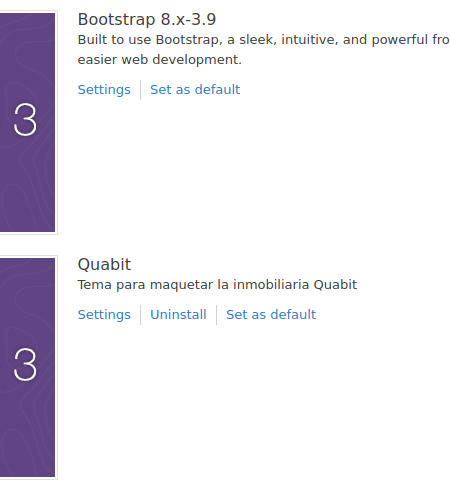 Bootstrap 8.x-3.9
Built to use Bootstrap, a sleek, intuitive, and powerful fro
easier web development.
3
Settings
Set as default
Quabit
Tema para maquetar la inmobiliaria Quabit
Settings
Uninstall
Set as default
3